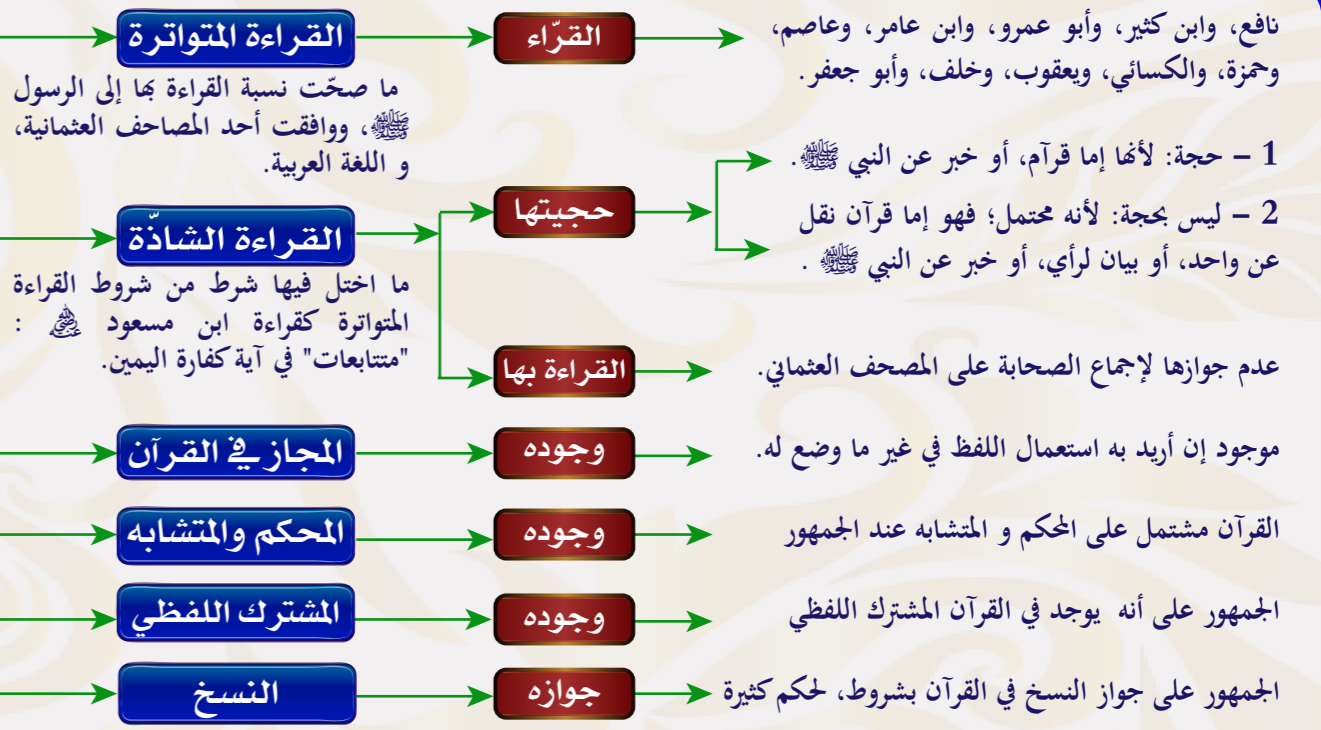 القراءة المتواترة
ما صحّت نسبة القراءة بها إلى الرسول
ﷺ، ووافقت أحد المصاحف العثمانية،
و اللغة العربية.
القرّاء
نافع، وابن كثير، وأبو عمرو، وابن عامر، وعاصم،
وحمزة، والكسائي، ويعقوب، وخلف، وأبو جعفر.
القراءة الشاذّة
ما اختل فيها شرط من شروط القراءة
المتواترة كقراءة ابن مسعود رضي الله عنه :
"متتابعات" في آية كفارة اليمين.
حجيتها
1 – حجة: لأنها إما قرآم، أو خبر عن النبي ﷺ.
2 – ليس بحجة: لأنه محتمل؛ فهو إما قرآن نقل
عن واحد، أو بيان لرأي، أو خبر عن النبي ﷺ .
القراءة بها
عدم جوازها لإجماع الصحابة على المصحف العثماني.
المجاز في القرآن
وجوده
موجود إن أريد به استعمال اللفظ في غير ما وضع له.
المحكم والمتشابه
وجوده
القرآن مشتمل على المحكم و المتشابه عند الجمهور
المشترك اللفظي
وجوده
الجمهور على أنه يوجد في القرآن المشترك اللفظي
النسخ
جوازه
الجمهور على جواز النسخ في القرآن بشروط، لحكم كثيرة